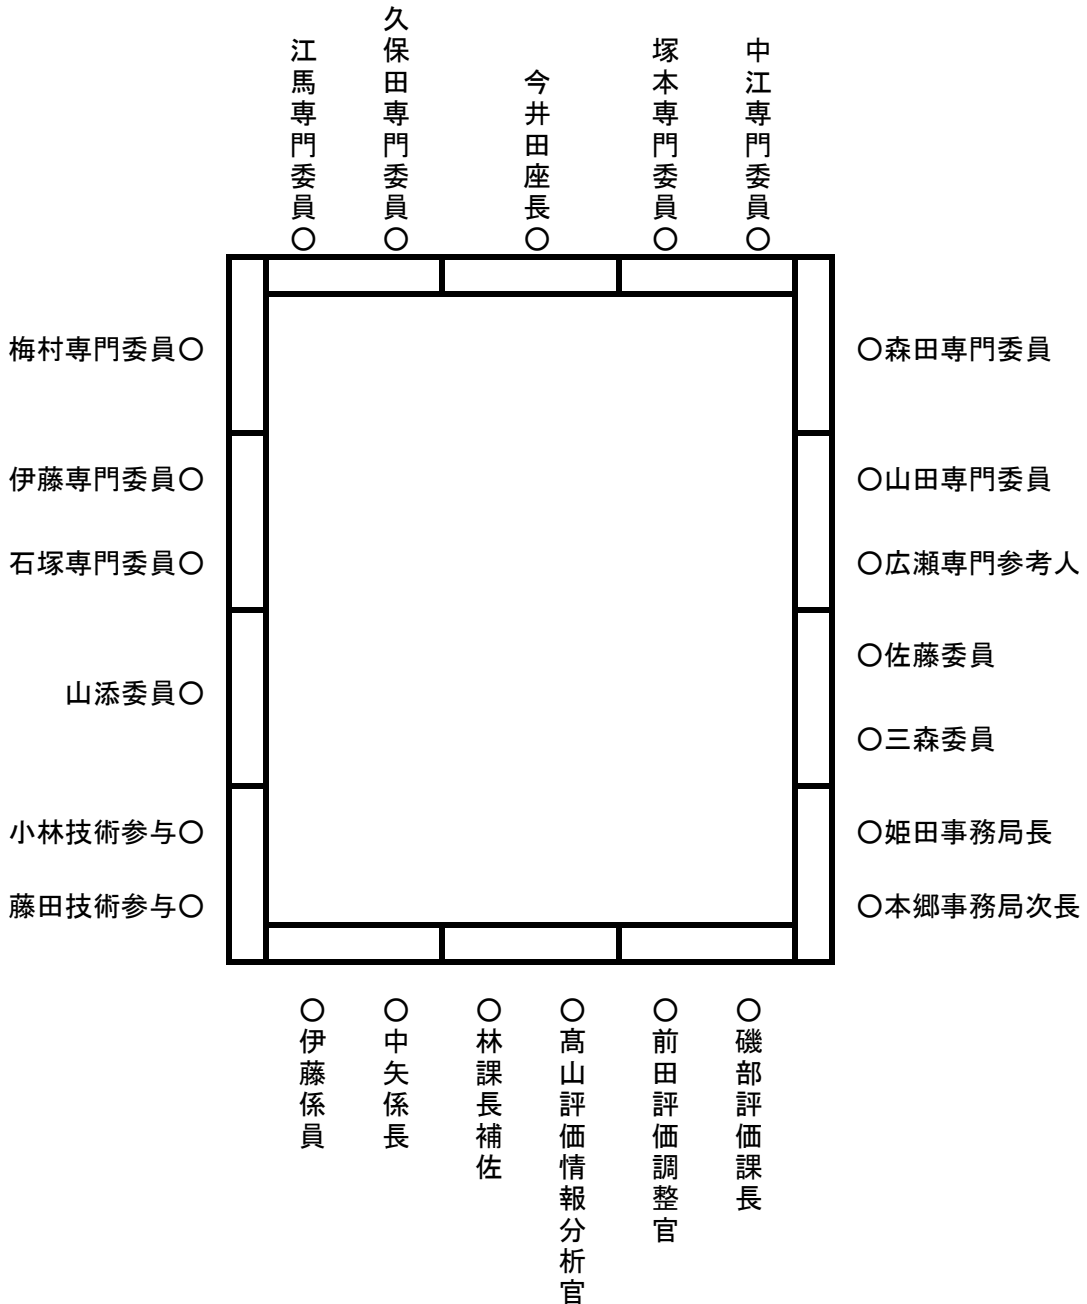 江馬専門委員○
久保田専門委員○
今井田座長○
塚本専門委員○
中江専門委員○
梅村専門委員○
○森田専門委員
伊藤専門委員○
○山田専門委員
石塚専門委員○
○広瀬専門参考人
○佐藤委員
山添委員○
○三森委員
小林技術参与○
○姫田事務局長
藤田技術参与○
○本郷事務局次長
○伊藤係員
○中矢係長
○林課長補佐
○髙山評価情報分析官
○前田評価調整官
○磯部評価課長